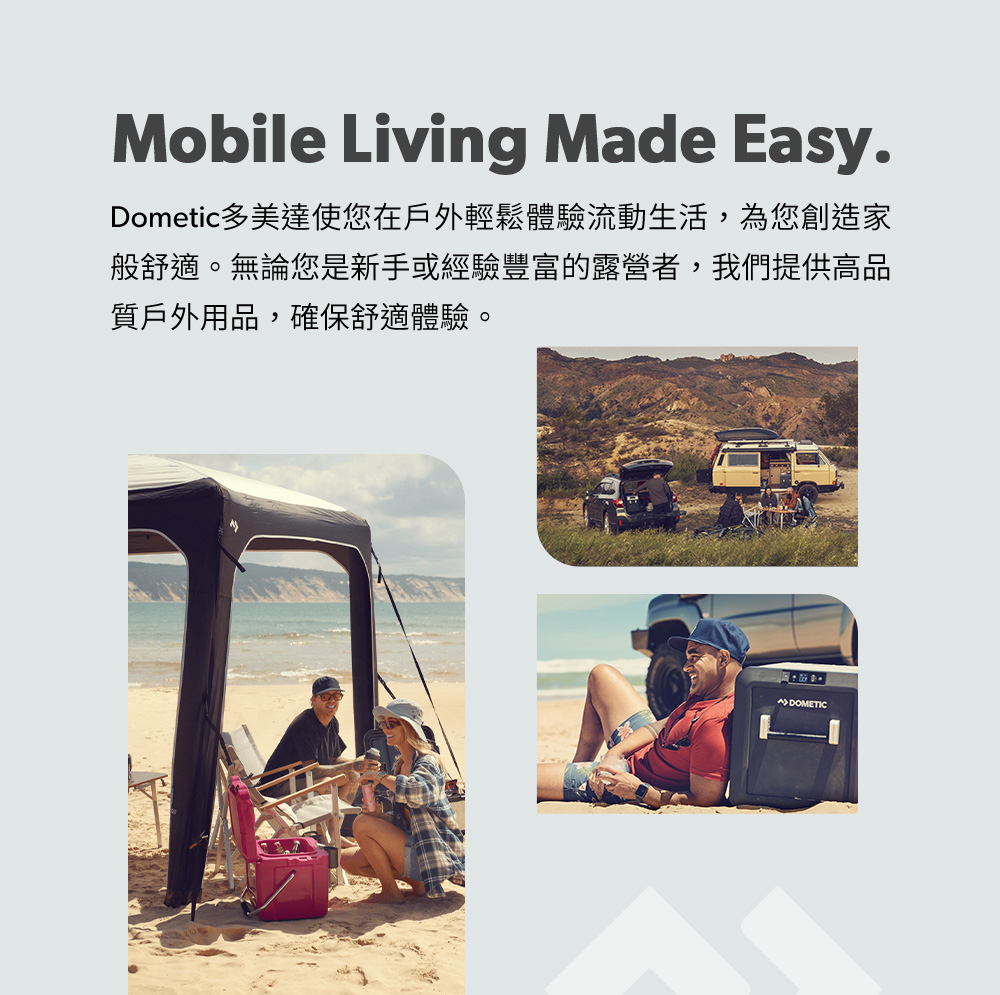 Mobile Living Made Easy.
Dometic多美達使您在戶外輕鬆體驗流動生活，為您創造家
般舒適。無論您是新手或經驗豐富的露營者，我們提供高品
質戶外用品，確保舒適體驗。
DOMETIC